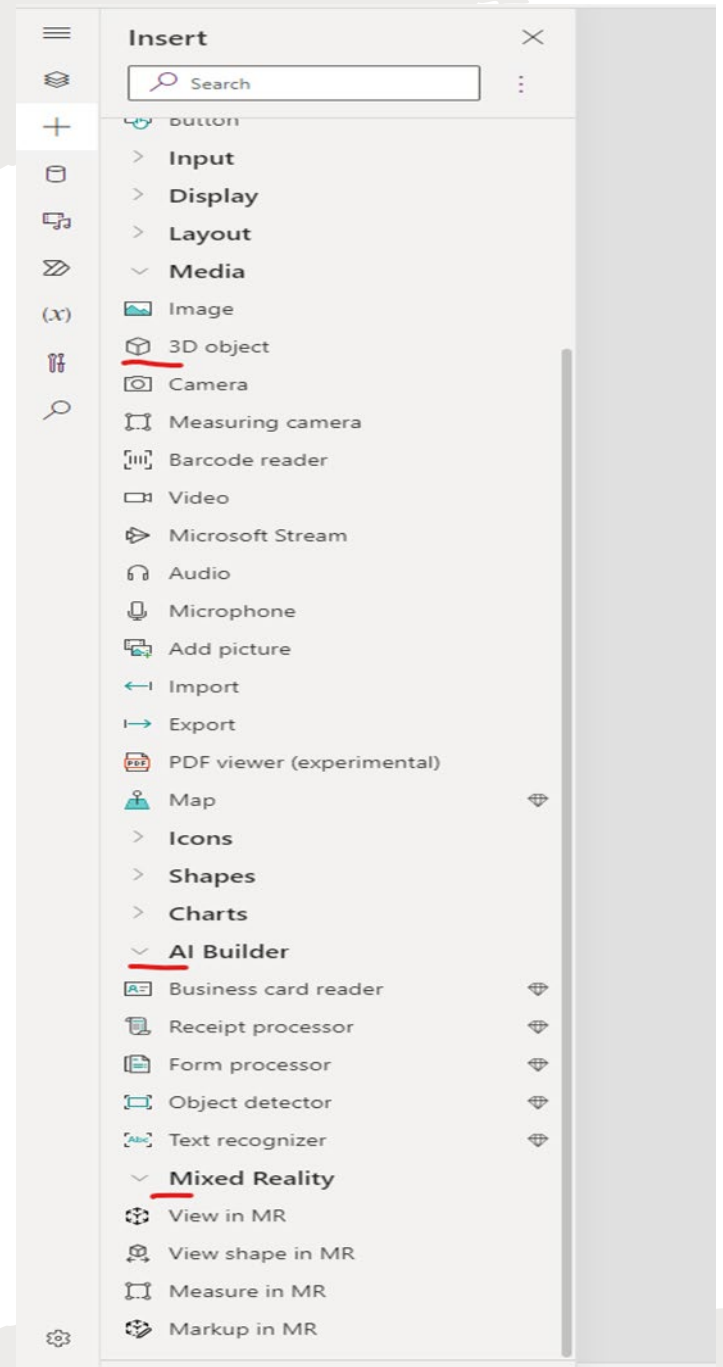 Insert
Search
Button
Input
Display
Layout
Media
Image
3D object
Camera
Measuring camera
Barcode reader
Video
Microsoft Stream
Audio
Microphone
Add picture
Import
Export
PDF viewer (experimental)
Map
Icons
Shapes
Charts
AI Builder
Business card reader
Receipt processor
Form processor
Object detector
Text recognizer
Mixed Reality
View in MR
View shape in MR
Measure in MR
Markup in MR
(x)